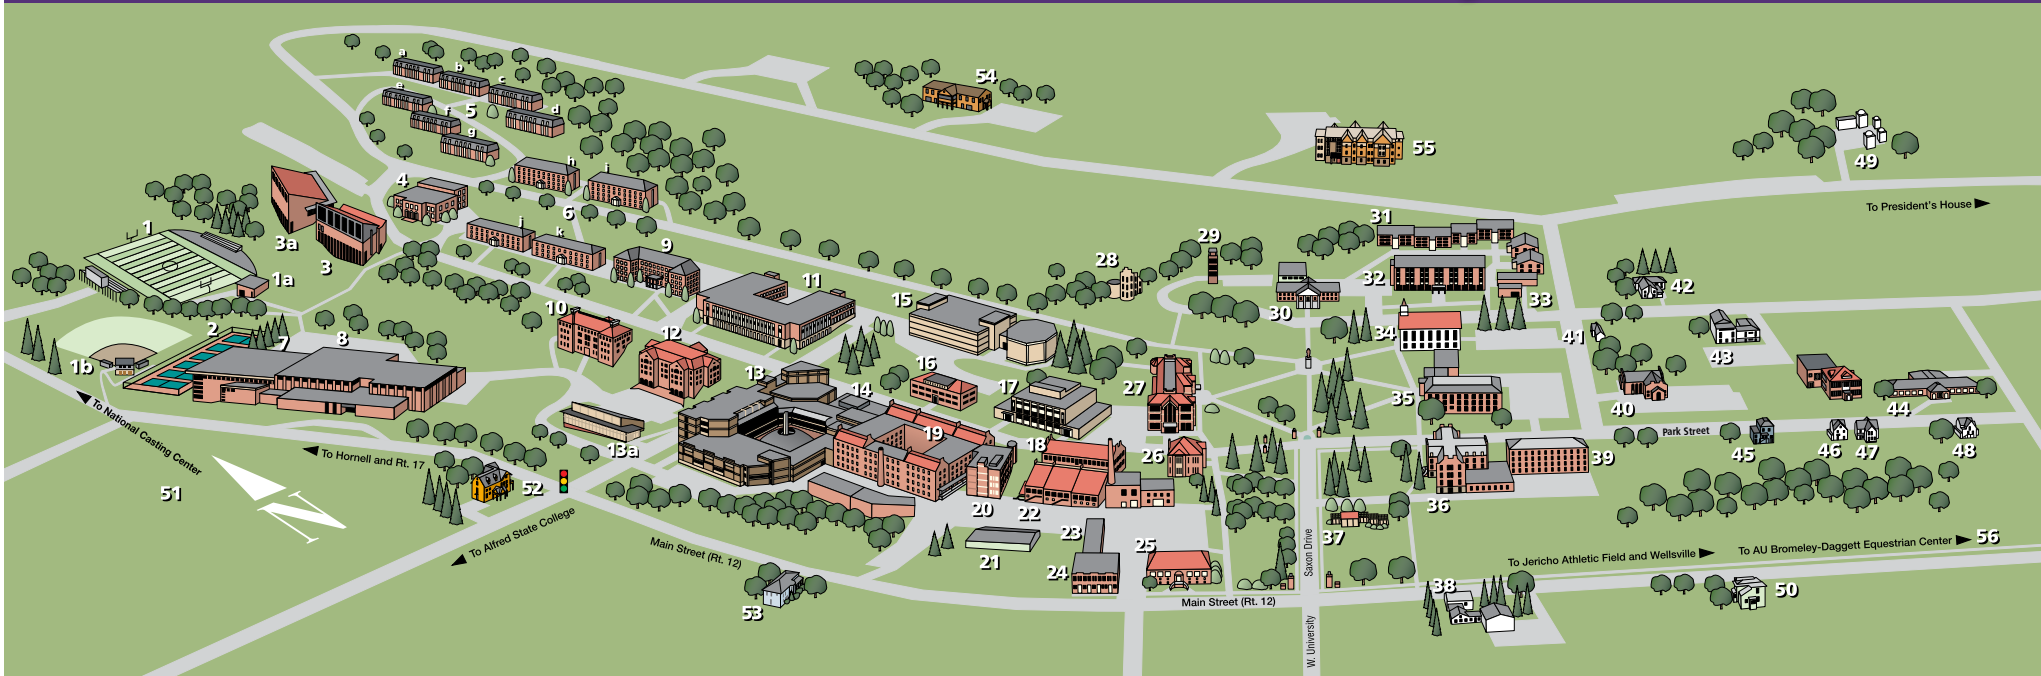 a
b
c
54
e
5
d
f
g
55
h
i
49
4
6
To President's House
1
3a
j
k
31
9
29
3
28
1a
11
32
42
15
33
30
2
10
12
34
41
43
7
8
1b
13
16
14
17
27
35
40
44
To National Casting Center
19
Park Street
13a
18
26
45
46
47
48
To Hornell and Rt. 17
39
51
52
20
22
36
N
To Alfred State College
23
37
Main Street (Rt. 12)
21
25
Saxon Drive
To Jericho Athletic Field and Wellsville
To AU Bromeley-Daggett Equestrian Center
56
24
38
50
53
Main Street (Rt. 12)
W. University